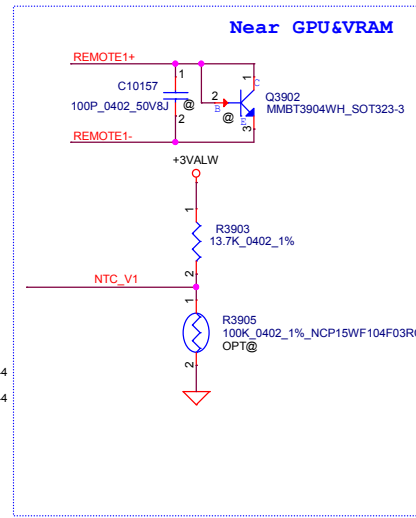 Near GPU&VRAM
REMOTE1+
1
C10157
100P_0402_50V8J
@
2
1
C
2
B
E
Q3902
MMBT3904WH_SOT323-3
@
3
REMOTE1-
+3VALW
1
R3903
13.7K_0402_1%
2
NTC_V1
1
R3905
100K_0402_1%_NCP15WF104F03R
OPT@
2
4
4